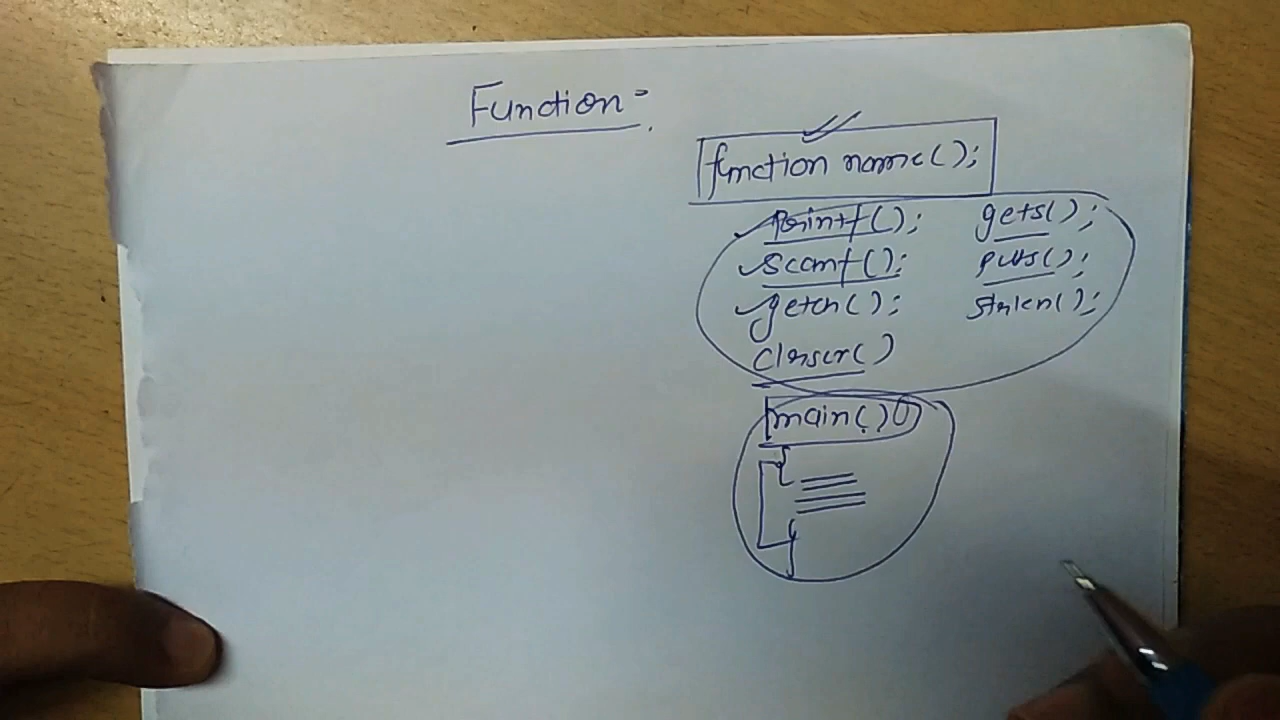 Function:
function name();
printf(); gets();
scanf(); puts();
getch(); strlen();
clrscr()
main()
{
}